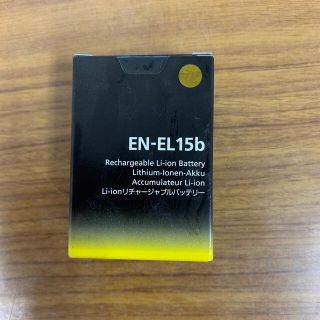 EN-EL15b
Rechargeable Li-ion Battery
Lithium-Ionen-Akku
Accumulateur Li-ion
Li-ionリチャージャブルバッテリー